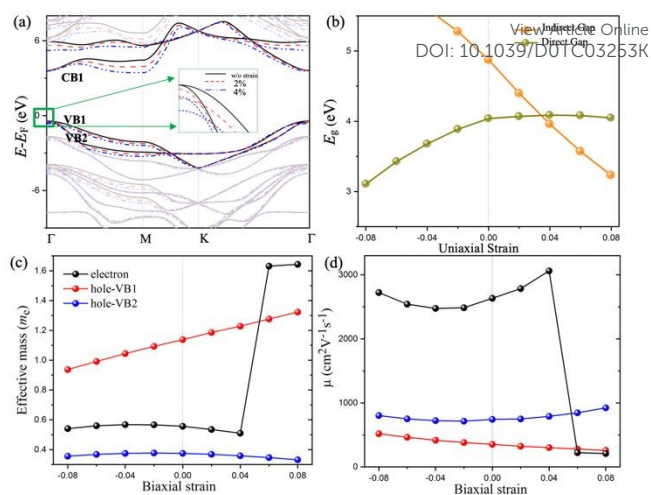 (a)
6
0
-6
E-E_F (eV)
CB1
VB1
VB2
w/o strain
2%
4%
Γ
M
K
Γ
(b)
View Article Online
DOI: 10.1039/D0TC03253K
Indirect Gap
Direct Gap
5
4
3
E_g (eV)
-0.08
-0.04
0.00
0.04
0.08
Uniaxial Strain
(c)
electron
hole-VB1
hole-VB2
1.6
1.4
1.2
1.0
0.8
0.6
0.4
Effective mass (m_e)
-0.08
-0.04
0.00
0.04
0.08
Biaxial strain
(d)
3000
2000
1000
0
μ (cm²V⁻¹s⁻¹)
-0.08
-0.04
0.00
0.04
0.08
Biaxial strain